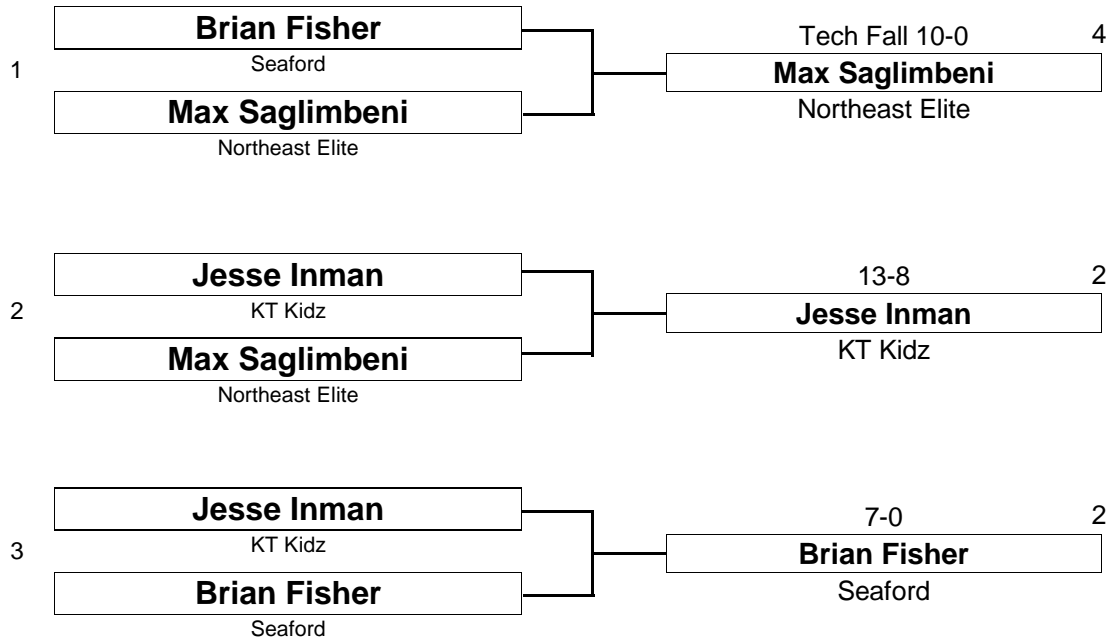 Brian Fisher
Seaford
1
Max Saglimbeni
Northeast Elite
Tech Fall 10-0 4
Max Saglimbeni
Northeast Elite
Jesse Inman
KT Kidz
2
Max Saglimbeni
Northeast Elite
13-8 2
Jesse Inman
KT Kidz
Jesse Inman
KT Kidz
3
Brian Fisher
Seaford
7-0 2
Brian Fisher
Seaford